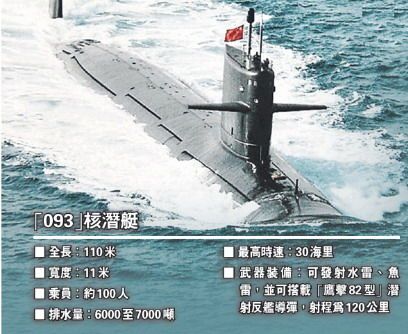 「093」核潛艇
■全長：110米
■寬度：11米
■乘員：約100人
■排水量：6000至7000噸
■最高時速：30海里
■武器裝備：可發射水雷、魚
雷，並可搭載「鷹擊82型」潛
射反艦導彈，射程為120公里